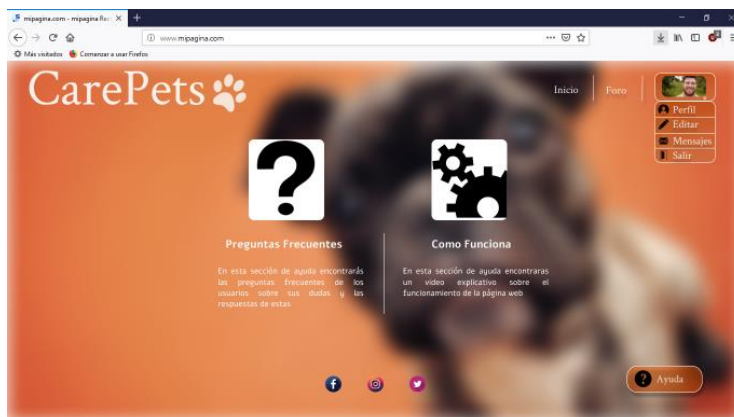 mipagina.com - mipagina Rec
www.mipagina.com
Más visitados Comenzar a usar Firefox
CarePets
Inicio
Foro
Perfil
Editar
Mensajes
Salir
Preguntas Frecuentes
En esta sección de ayuda encontrarás
las preguntas frecuentes de los
usuarios sobre sus dudas y las
respuestas de estas
Como Funciona
En esta sección de ayuda encontraras
un video explicativo sobre el
funcionamiento de la página web
Ayuda